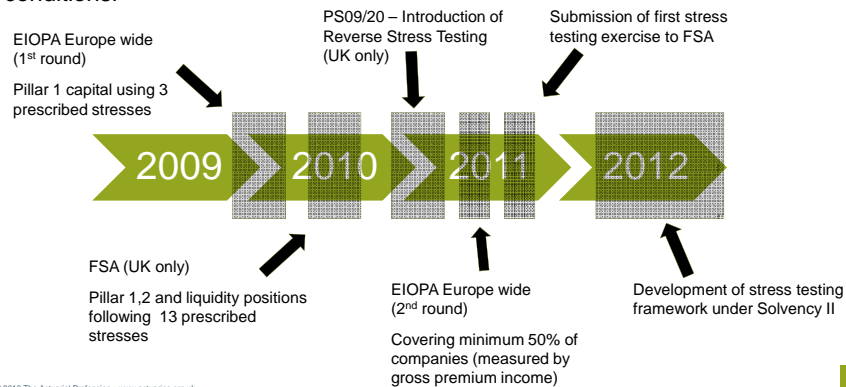 conditions.
EIOPA Europe wide
(1st round)
Pillar 1 capital using 3
prescribed stresses
PS09/20 – Introduction of
Reverse Stress Testing
(UK only)
Submission of first stress
testing exercise to FSA
2009
2010
2011
2012
FSA (UK only)
Pillar 1,2 and liquidity positions
following 13 prescribed
stresses
EIOPA Europe wide
(2nd round)
Covering minimum 50% of
companies (measured by
gross premium income)
Development of stress testing
framework under Solvency II